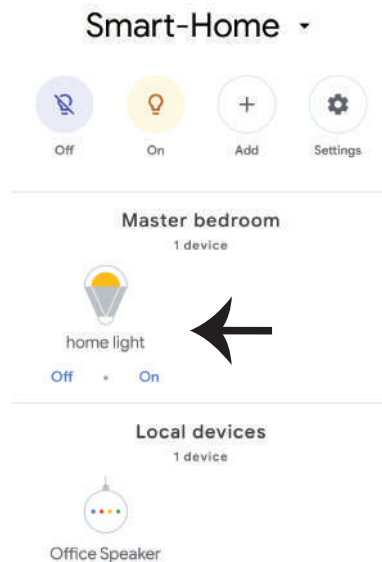 Smart-Home
Off On Add Settings
Master bedroom
1 device
home light
Off • On
Local devices
1 device
Office Speaker